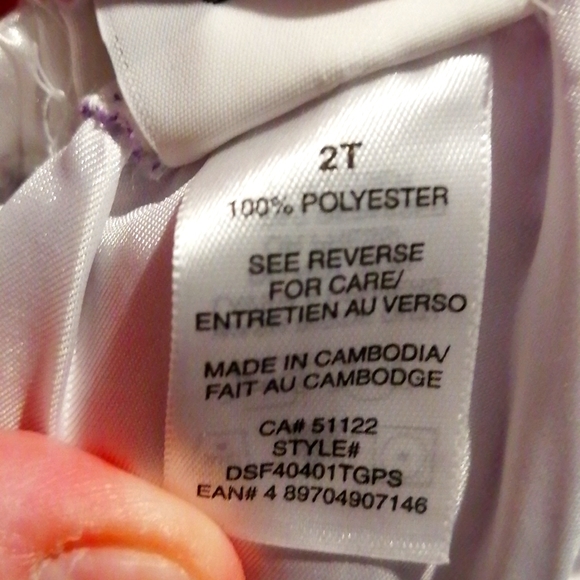 2T
100% POLYESTER
SEE REVERSE
FOR CARE/
ENTRETIEN AU VERSO
MADE IN CAMBODIA/
FAIT AU CAMBODGE
CA# 51122
STYLE#
DSF40401TGPS
EAN# 4 89704907146